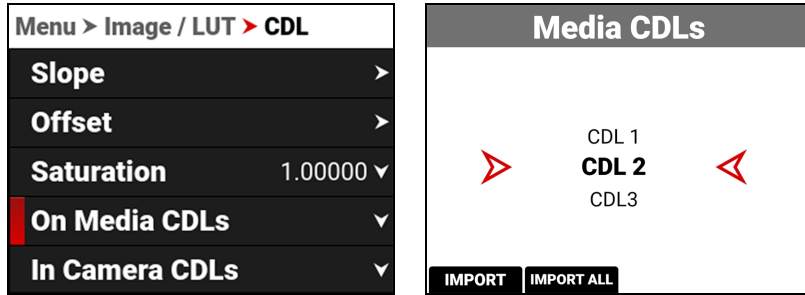 Menu > Image / LUT > CDL
Slope
Offset
Saturation 1.00000
On Media CDLs
In Camera CDLs
Media CDLs
CDL 1
CDL 2
CDL3
IMPORT IMPORT ALL